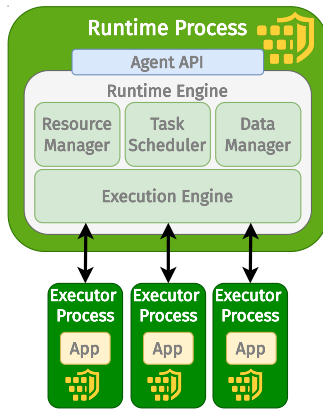 Runtime Process
Agent API
Runtime Engine
Resource
Manager
Task
Scheduler
Data
Manager
Execution Engine
Executor
Process
App
Executor
Process
App
Executor
Process
App